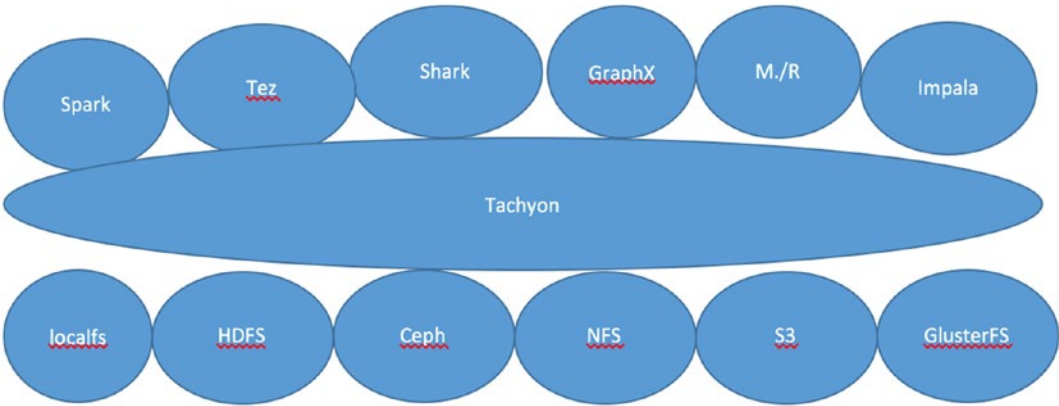 Spark
Tez
Shark
GraphX
M./R
Impala
Tachyon
localfs
HDFS
Ceph
NFS
S3
GlusterFS